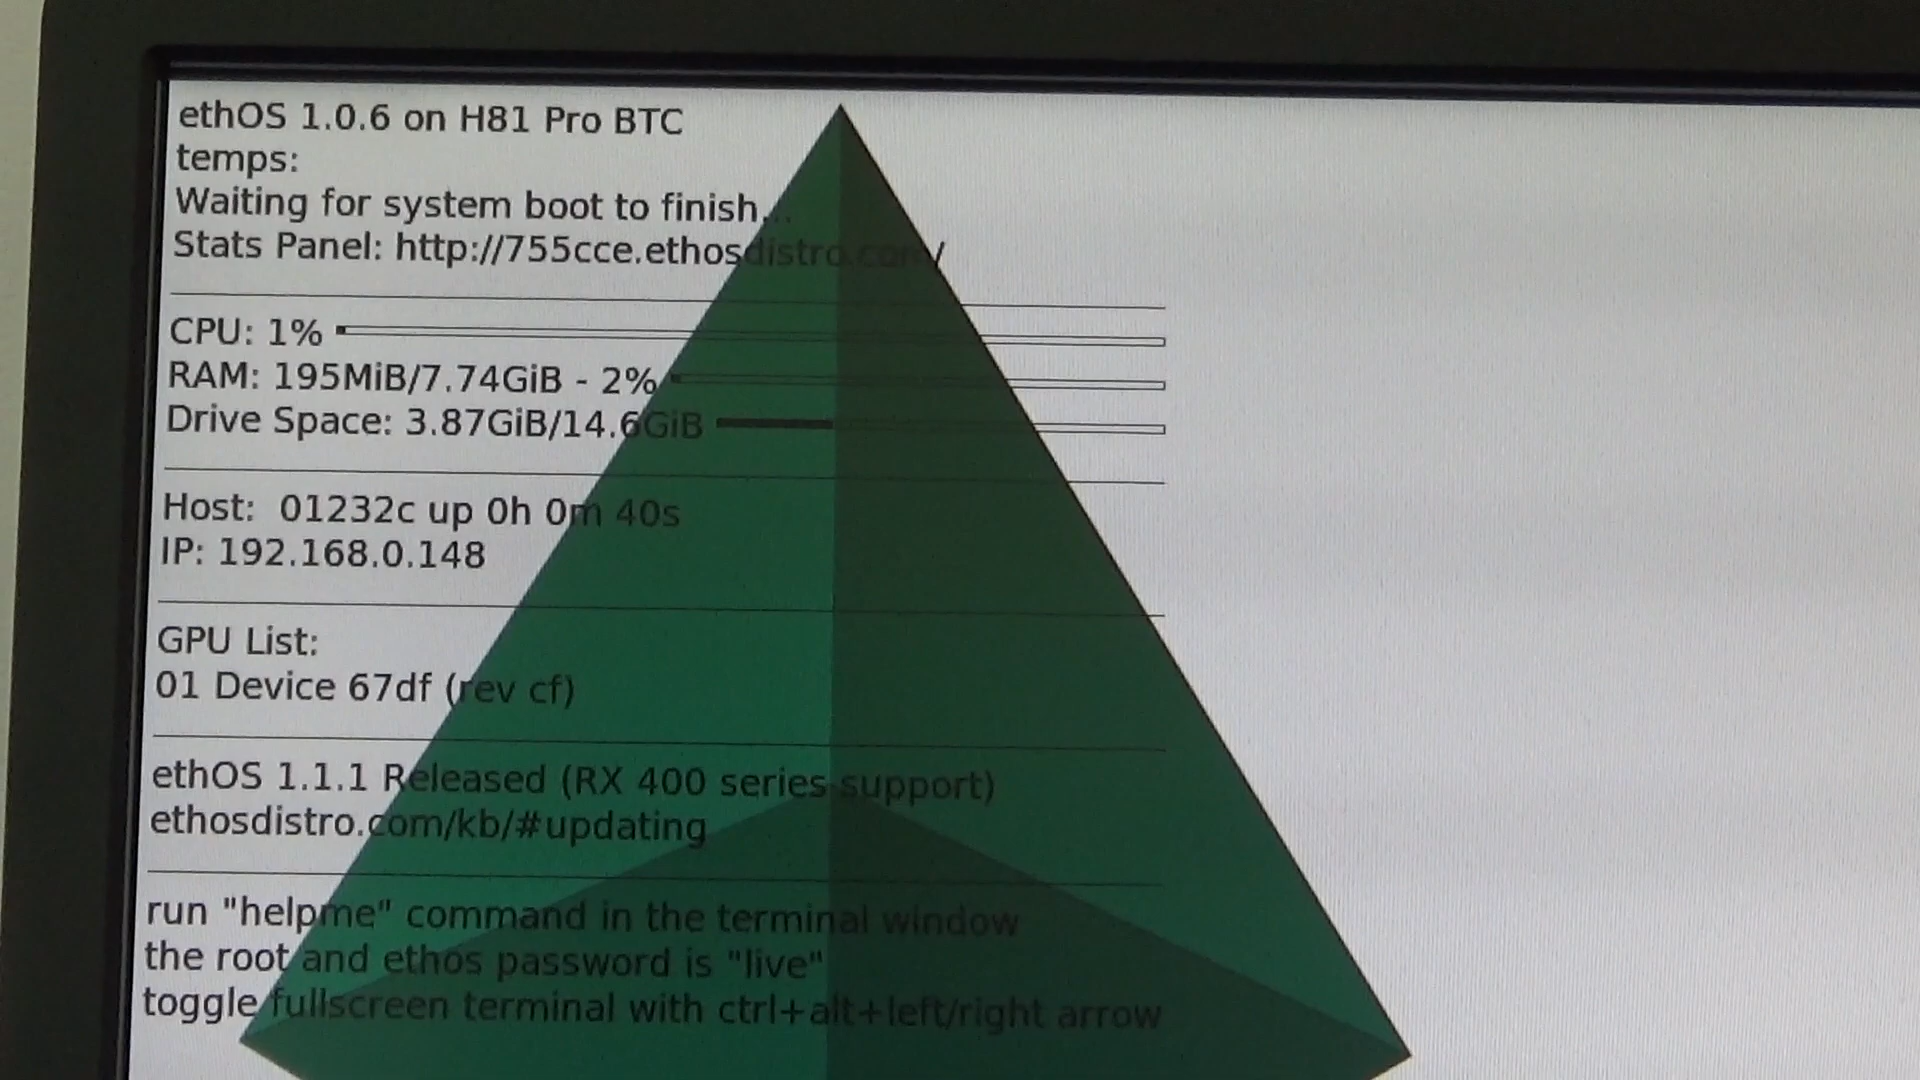 ethOS 1.0.6 on H81 Pro BTC
temps:
Waiting for system boot to finish...
Stats Panel: http://755cce.ethosdistro.com/
CPU: 1%
RAM: 195MiB/7.74GiB - 2%
Drive Space: 3.87GiB/14.6GiB
Host:  01232c up 0h 0m 40s
IP: 192.168.0.148
GPU List:
01 Device 67df (rev cf)
ethOS 1.1.1 Released (RX 400 series support)
ethosdistro.com/kb/#updating
run "helpme" command in the terminal window
the root and ethos password is "live"
toggle fullscreen terminal with ctrl+alt+left/right arrow